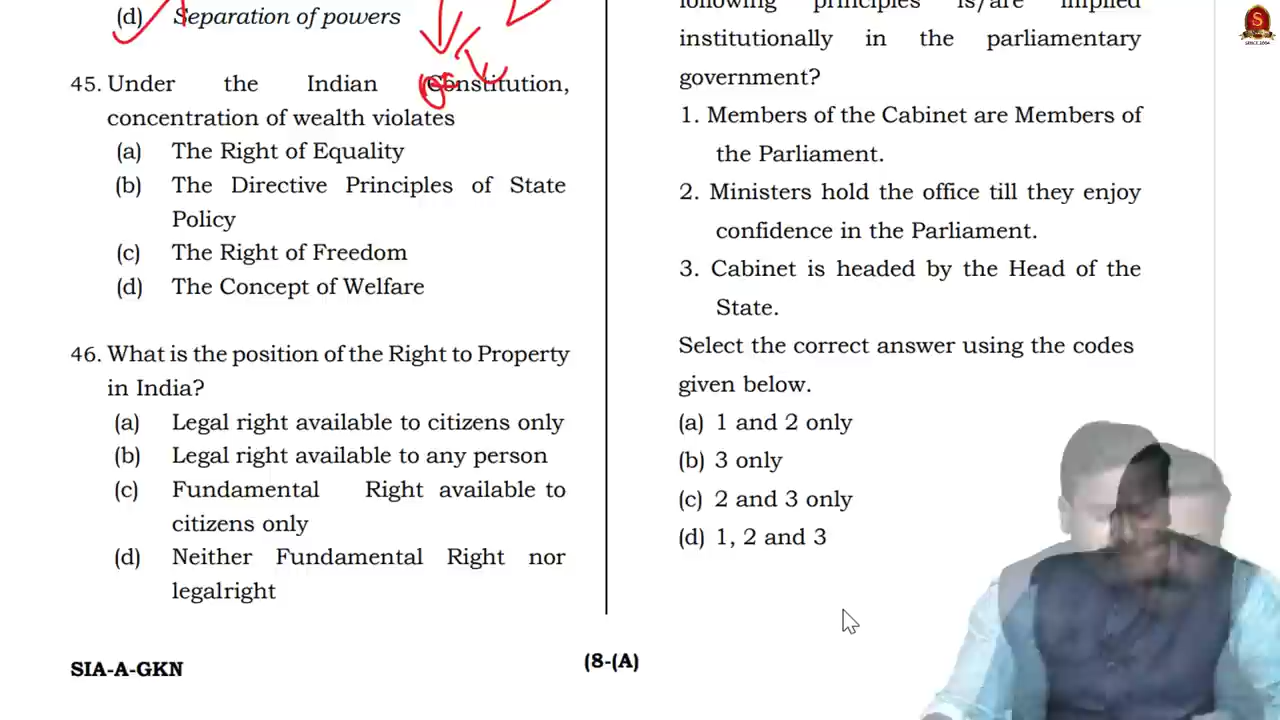 (d) Separation of powers
45. Under the Indian Constitution,
concentration of wealth violates
(a) The Right of Equality
(b) The Directive Principles of State
Policy
(c) The Right of Freedom
(d) The Concept of Welfare
46. What is the position of the Right to Property
in India?
(a) Legal right available to citizens only
(b) Legal right available to any person
(c) Fundamental Right available to
citizens only
(d) Neither Fundamental Right nor
legalright
following principles is/are implied
institutionally in the parliamentary
government?
1. Members of the Cabinet are Members of
the Parliament.
2. Ministers hold the office till they enjoy
confidence in the Parliament.
3. Cabinet is headed by the Head of the
State.
Select the correct answer using the codes
given below.
(a) 1 and 2 only
(b) 3 only
(c) 2 and 3 only
(d) 1, 2 and 3
SIA-A-GKN
(8-(A)
SINCE 2004